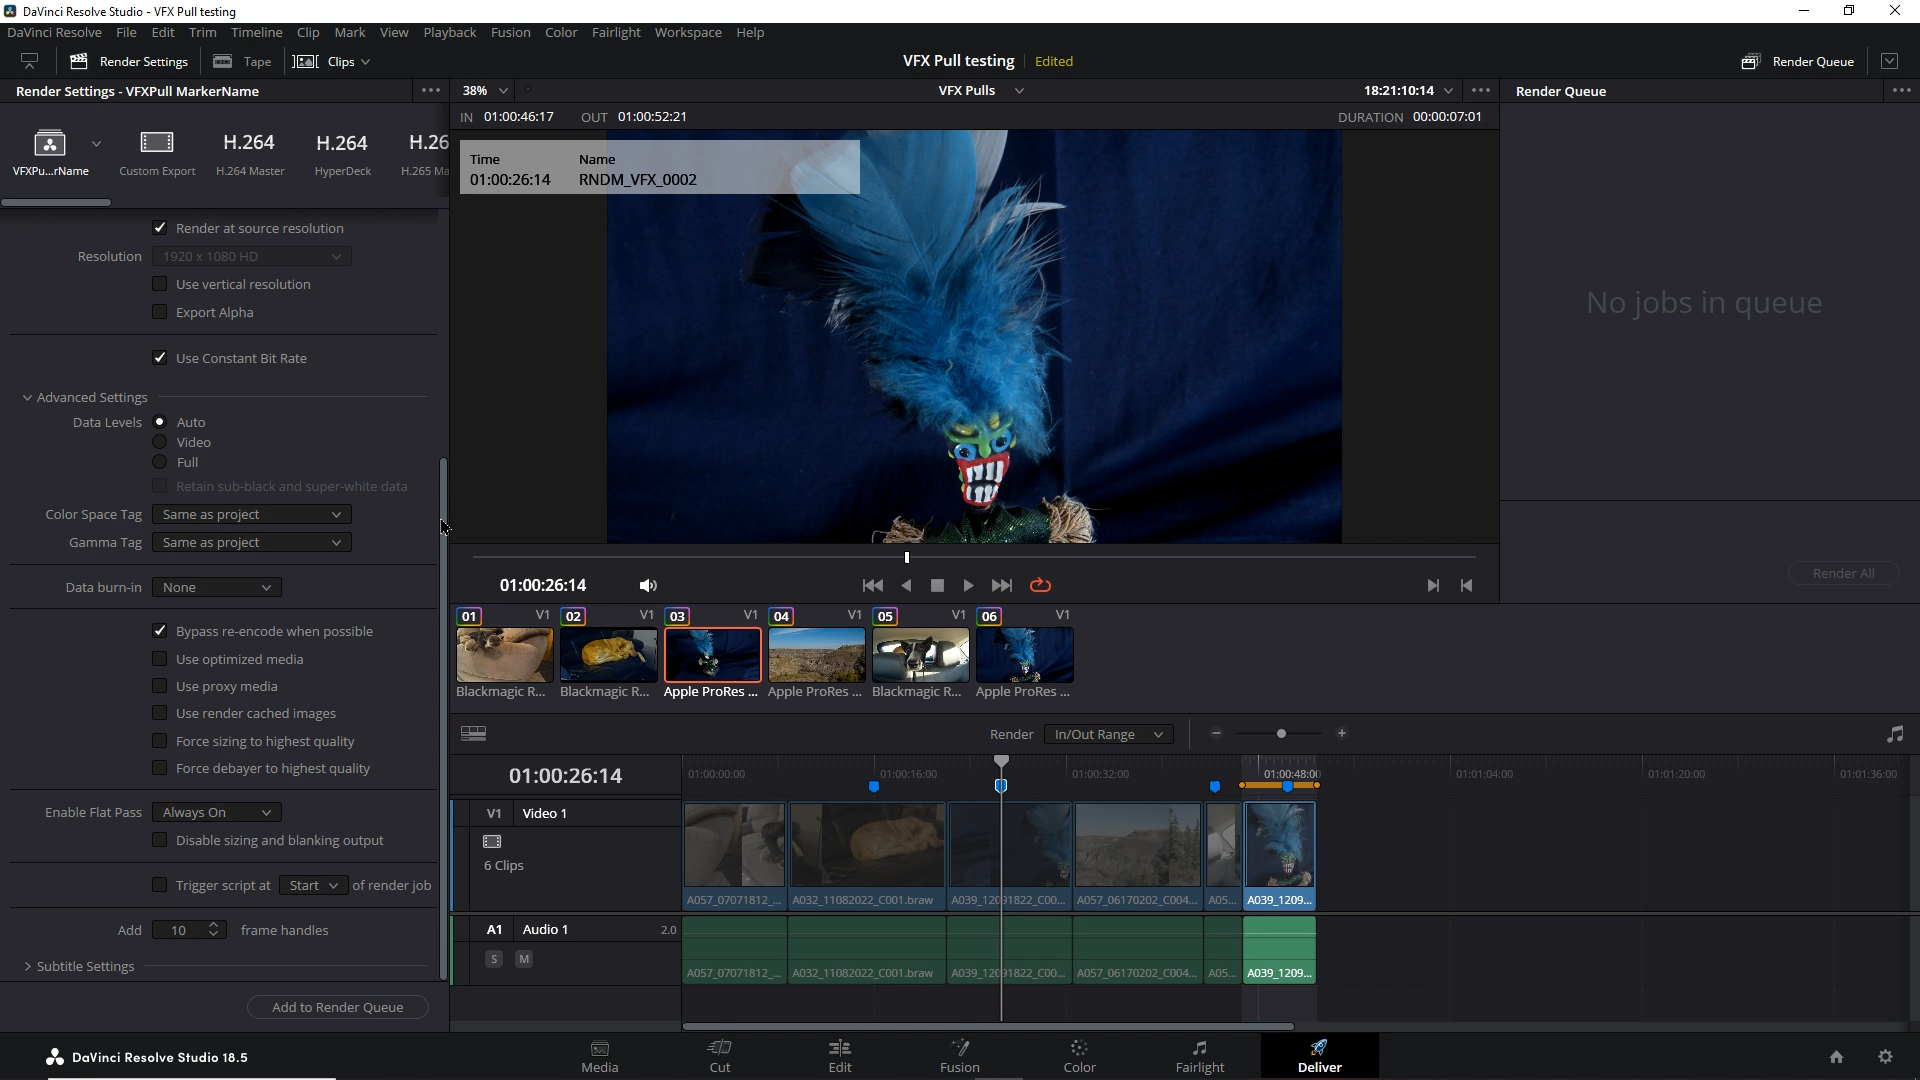 DaVinci Resolve Studio - VFX Pull testing
DaVinci Resolve File Edit Trim Timeline Clip Mark View Playback Fusion Color Fairlight Workspace Help
Render Settings Tape Clips VFX Pull testing Edited Render Queue
Render Settings - VFXPull MarkerName ••• 38% VFX Pulls 18:21:10:14 ••• Render Queue •••
IN 01:00:46:17 OUT 01:00:52:21 DURATION 00:00:07:01
H.264 H.264 H.26
VFXPu...rName Custom Export H.264 Master HyperDeck H.265 Ma
Time Name
01:00:26:14 RNDM_VFX_0002
Render at source resolution
Resolution 1920 x 1080 HD
Use vertical resolution
Export Alpha
No jobs in queue
Use Constant Bit Rate
Advanced Settings
Data Levels Auto
Video
Full
Retain sub-black and super-white data
Color Space Tag Same as project
Gamma Tag Same as project
Data burn-in None
01:00:26:14
Render All
01 V1 02 V1 03 V1 04 V1 05 V1 06 V1
Blackmagic R... Blackmagic R... Apple ProRes ... Apple ProRes ... Blackmagic R... Apple ProRes ...
Bypass re-encode when possible
Use optimized media
Use proxy media
Use render cached images
Force sizing to highest quality
Force debayer to highest quality
Render In/Out Range
01:00:26:14 01:00:00:00 01:00:16:00 01:00:32:00 01:00:48:00 01:01:04:00 01:01:20:00 01:01:36:00
Enable Flat Pass Always On
Disable sizing and blanking output
Trigger script at Start of render job
Add 10 frame handles
Subtitle Settings
Add to Render Queue
V1 Video 1
6 Clips
A057_07071812_... A032_11082022_C001.braw A039_12091822_C00... A057_06170202_C004... A05... A039_1209...
A1 Audio 1 2.0
S M
A057_07071812_... A032_11082022_C001.braw A039_12091822_C00... A057_06170202_C004... A05... A039_1209...
DaVinci Resolve Studio 18.5
Media Cut Edit Fusion Color Fairlight Deliver